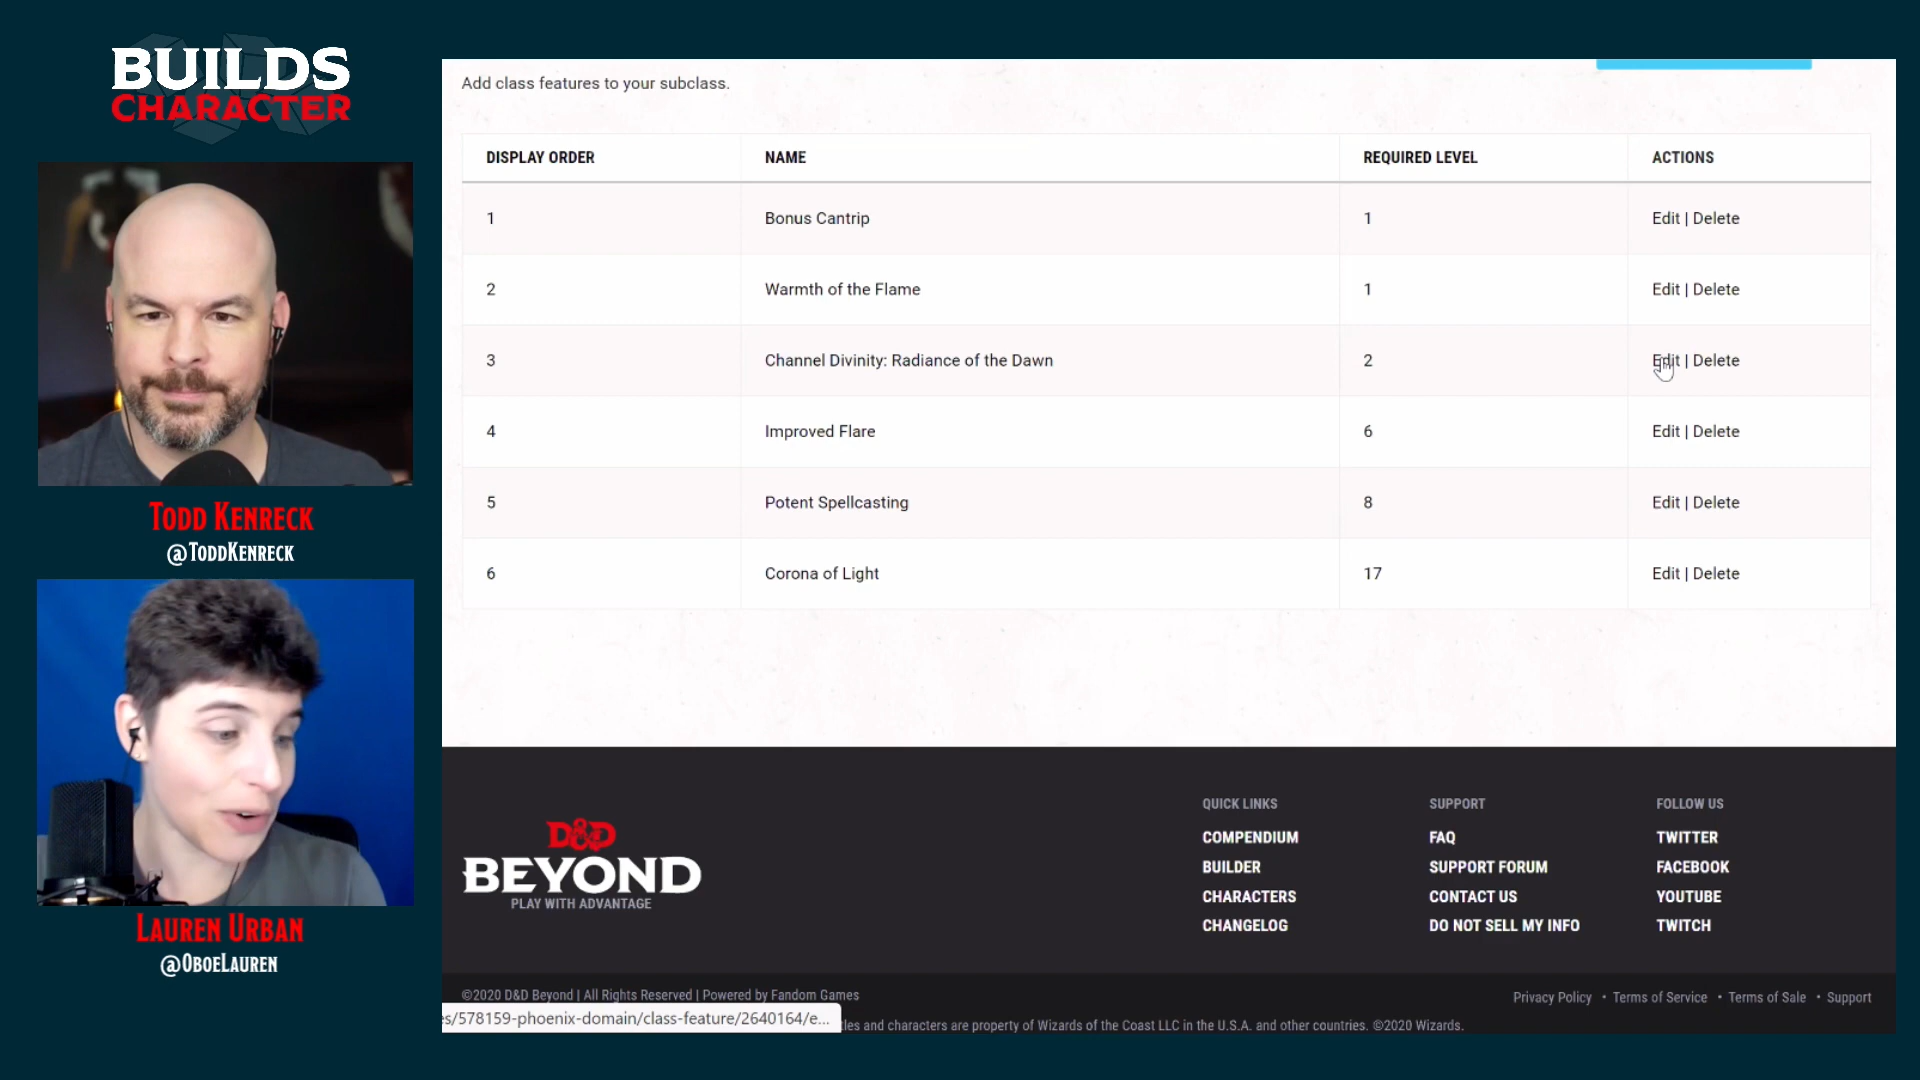 BUILDS
CHARACTER
TODD KENRECK
@TODDKENRECK
LAUREN URBAN
@OBOELAUREN
Add class features to your subclass.
DISPLAY ORDER NAME REQUIRED LEVEL ACTIONS
1 Bonus Cantrip 1 Edit | Delete
2 Warmth of the Flame 1 Edit | Delete
3 Channel Divinity: Radiance of the Dawn 2 Edit | Delete
4 Improved Flare 6 Edit | Delete
5 Potent Spellcasting 8 Edit | Delete
6 Corona of Light 17 Edit | Delete
D&D
BEYOND
PLAY WITH ADVANTAGE
QUICK LINKS
COMPENDIUM
BUILDER
CHARACTERS
CHANGELOG
SUPPORT
FAQ
SUPPORT FORUM
CONTACT US
DO NOT SELL MY INFO
FOLLOW US
TWITTER
FACEBOOK
YOUTUBE
TWITCH
©2020 D&D Beyond | All Rights Reserved | Powered by Fandom Games
Privacy Policy • Terms of Service • Terms of Sale • Support
/578159-phoenix-domain/class-feature/2640164/e...
and characters are property of Wizards of the Coast LLC in the U.S.A. and other countries. ©2020 Wizards.